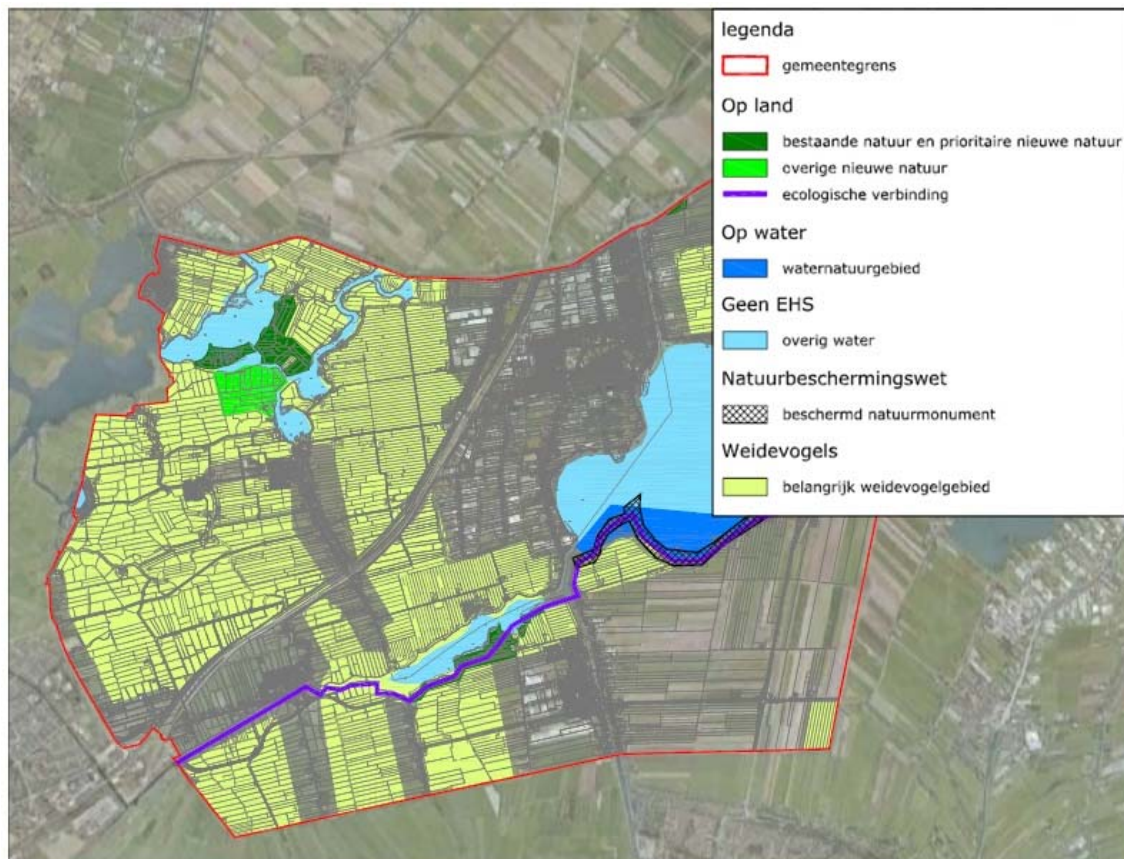 legenda
gemeentegrens
Op land
bestaande natuur en prioritaire nieuwe natuur
overige nieuwe natuur
ecologische verbinding
Op water
waternatuurgebied
Geen EHS
overig water
Natuurbeschermingswet
beschermd natuurmonument
Weidevogels
belangrijk weidevogelgebied